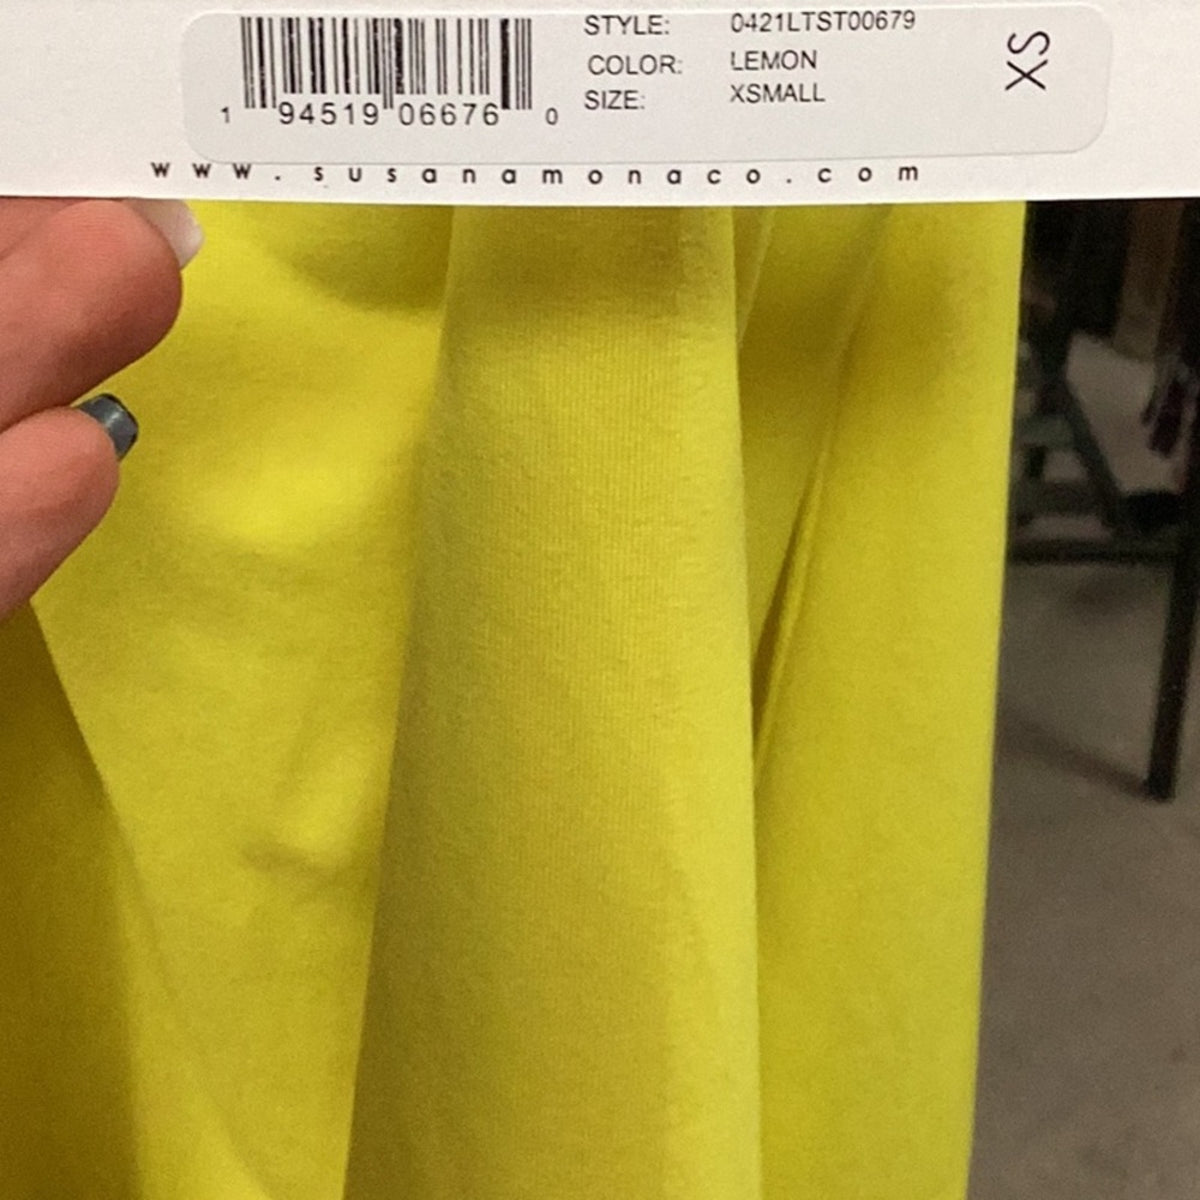 STYLE: 0421LTST00679
COLOR: LEMON
SIZE: XSMALL
XS
1 94519 06676 0
www.susanamonaco.com